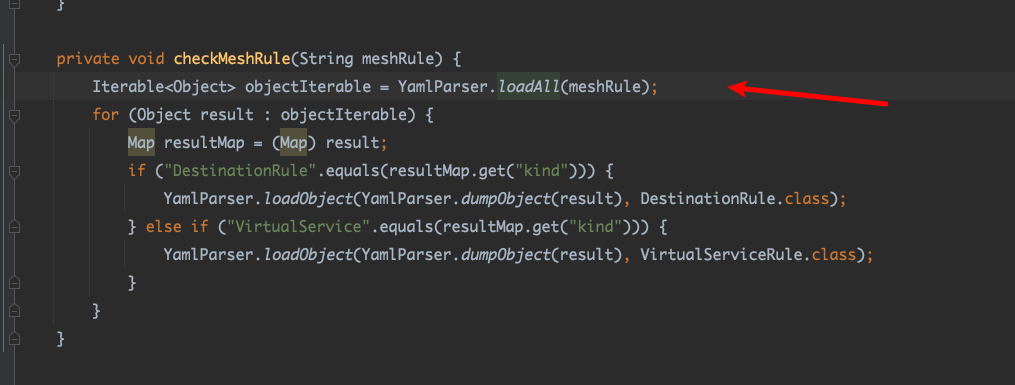 }
private void checkMeshRule(String meshRule) {
Iterable<Object> objectIterable = YamlParser.loadAll(meshRule);
for (Object result : objectIterable) {
Map resultMap = (Map) result;
if ("DestinationRule".equals(resultMap.get("kind"))) {
YamlParser.loadObject(YamlParser.dumpObject(result), DestinationRule.class);
} else if ("VirtualService".equals(resultMap.get("kind"))) {
YamlParser.loadObject(YamlParser.dumpObject(result), VirtualServiceRule.class);
}
}
}